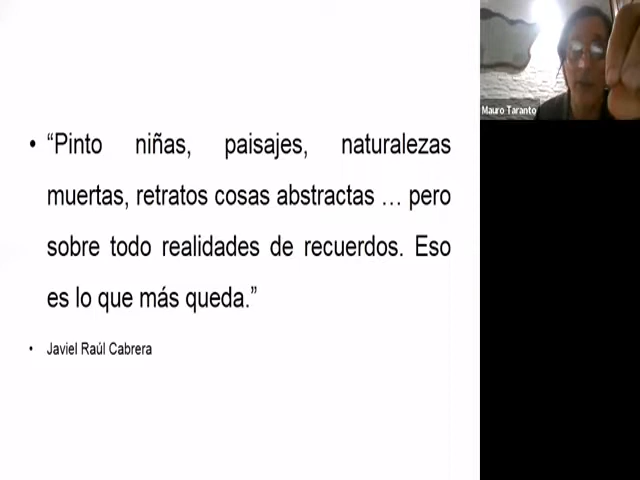 • “Pinto niñas, paisajes, naturalezas
muertas, retratos cosas abstractas … pero
sobre todo realidades de recuerdos. Eso
es lo que más queda.”
• Javiel Raúl Cabrera
Mauro Taranto